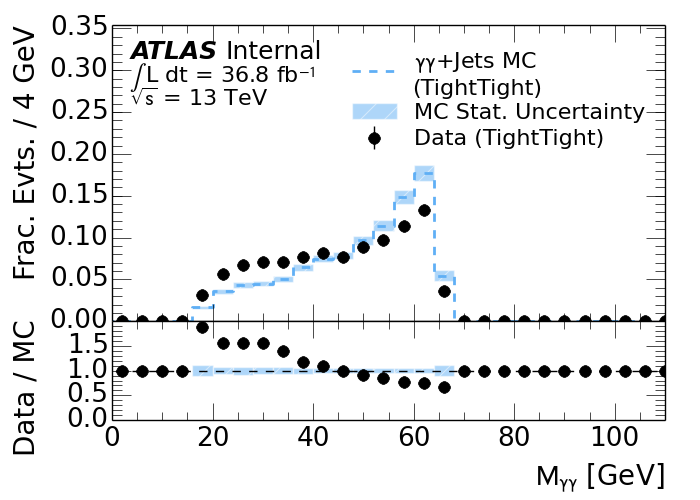 Frac. Evts. / 4 GeV
0.35
0.30
0.25
0.20
0.15
0.10
0.05
0.00
ATLAS Internal
∫L dt = 36.8 fb⁻¹
√s = 13 TeV
γγ+Jets MC
(TightTight)
MC Stat. Uncertainty
Data (TightTight)
Data / MC
1.5
1.0
0.5
0.0
0 20 40 60 80 100
Mγγ [GeV]